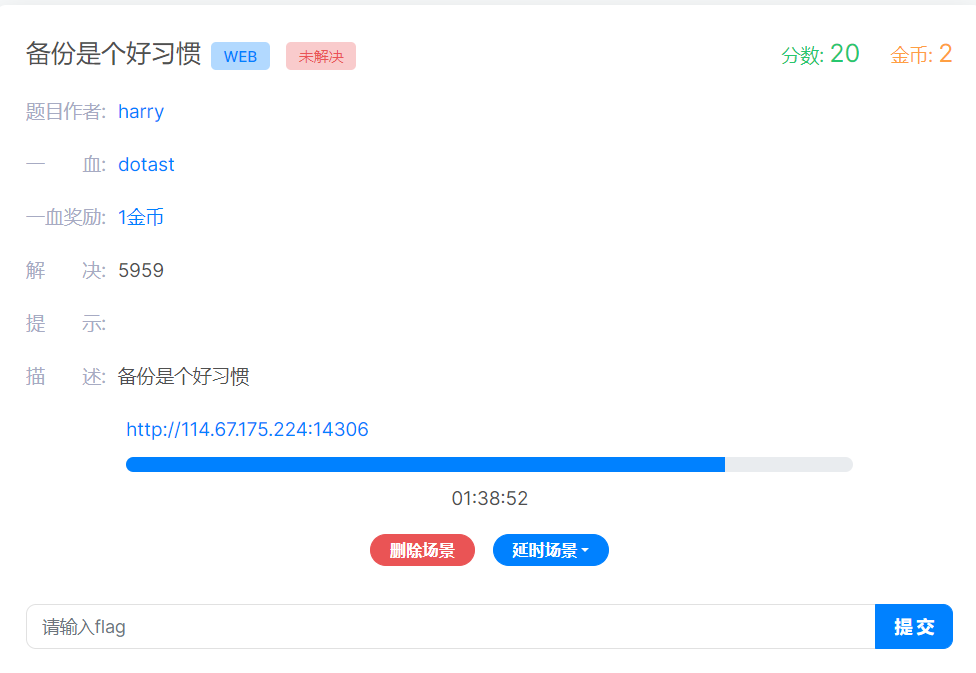 备份是个好习惯 WEB 未解决 分数: 20 金币: 2
题目作者: harry
一 血: dotast
一血奖励: 1金币
解 决: 5959
提 示:
描 述: 备份是个好习惯
http://114.67.175.224:14306
01:38:52
删除场景 延时场景
请输入flag 提交